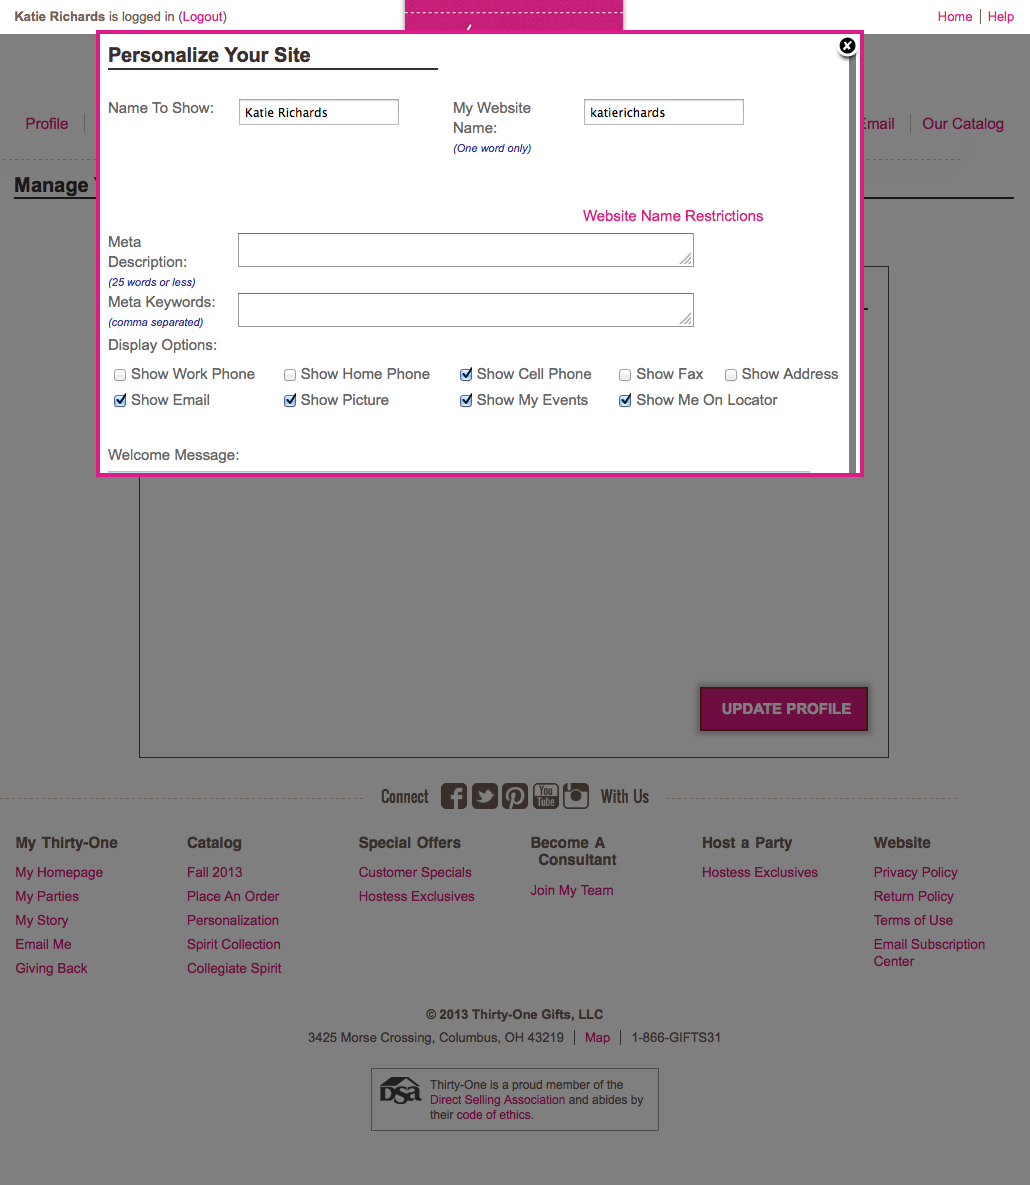 Katie Richards is logged in (Logout)
Home | Help
Personalize Your Site
Name To Show:
Katie Richards
My Website
Name:
(One word only)
katierichards
Profile
Email
Our Catalog
Manage
Website Name Restrictions
Meta
Description:
(25 words or less)
Meta Keywords:
(comma separated)
Display Options:
Show Work Phone Show Home Phone Show Cell Phone Show Fax Show Address
Show Email Show Picture Show My Events Show Me On Locator
Welcome Message:
UPDATE PROFILE
Connect
You
Tube
With Us
My Thirty-One
My Homepage
My Parties
My Story
Email Me
Giving Back
Catalog
Fall 2013
Place An Order
Personalization
Spirit Collection
Collegiate Spirit
Special Offers
Customer Specials
Hostess Exclusives
Become A
Consultant
Join My Team
Host a Party
Hostess Exclusives
Website
Privacy Policy
Return Policy
Terms of Use
Email Subscription
Center
© 2013 Thirty-One Gifts, LLC
3425 Morse Crossing, Columbus, OH 43219 | Map | 1-866-GIFTS31
DSA
Thirty-One is a proud member of the
Direct Selling Association and abides by
their code of ethics.